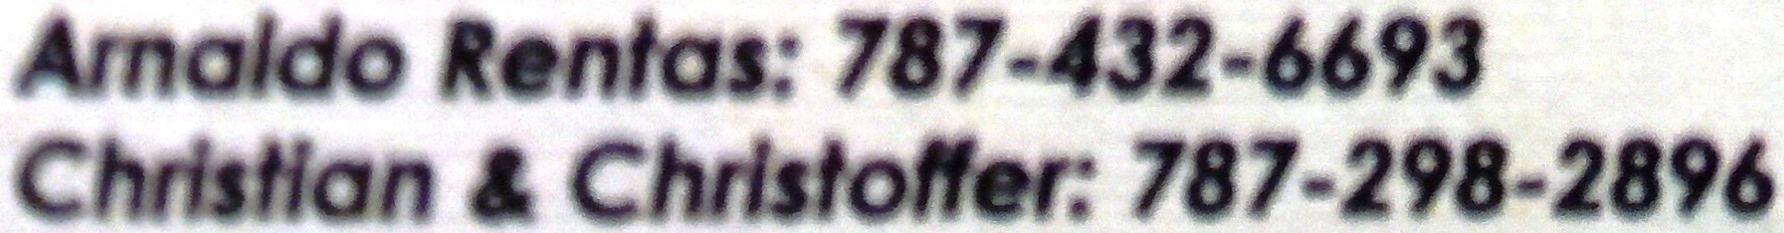 Arnaldo Rentas: 787-432-6693
Christian & Christoffer: 787-298-2896